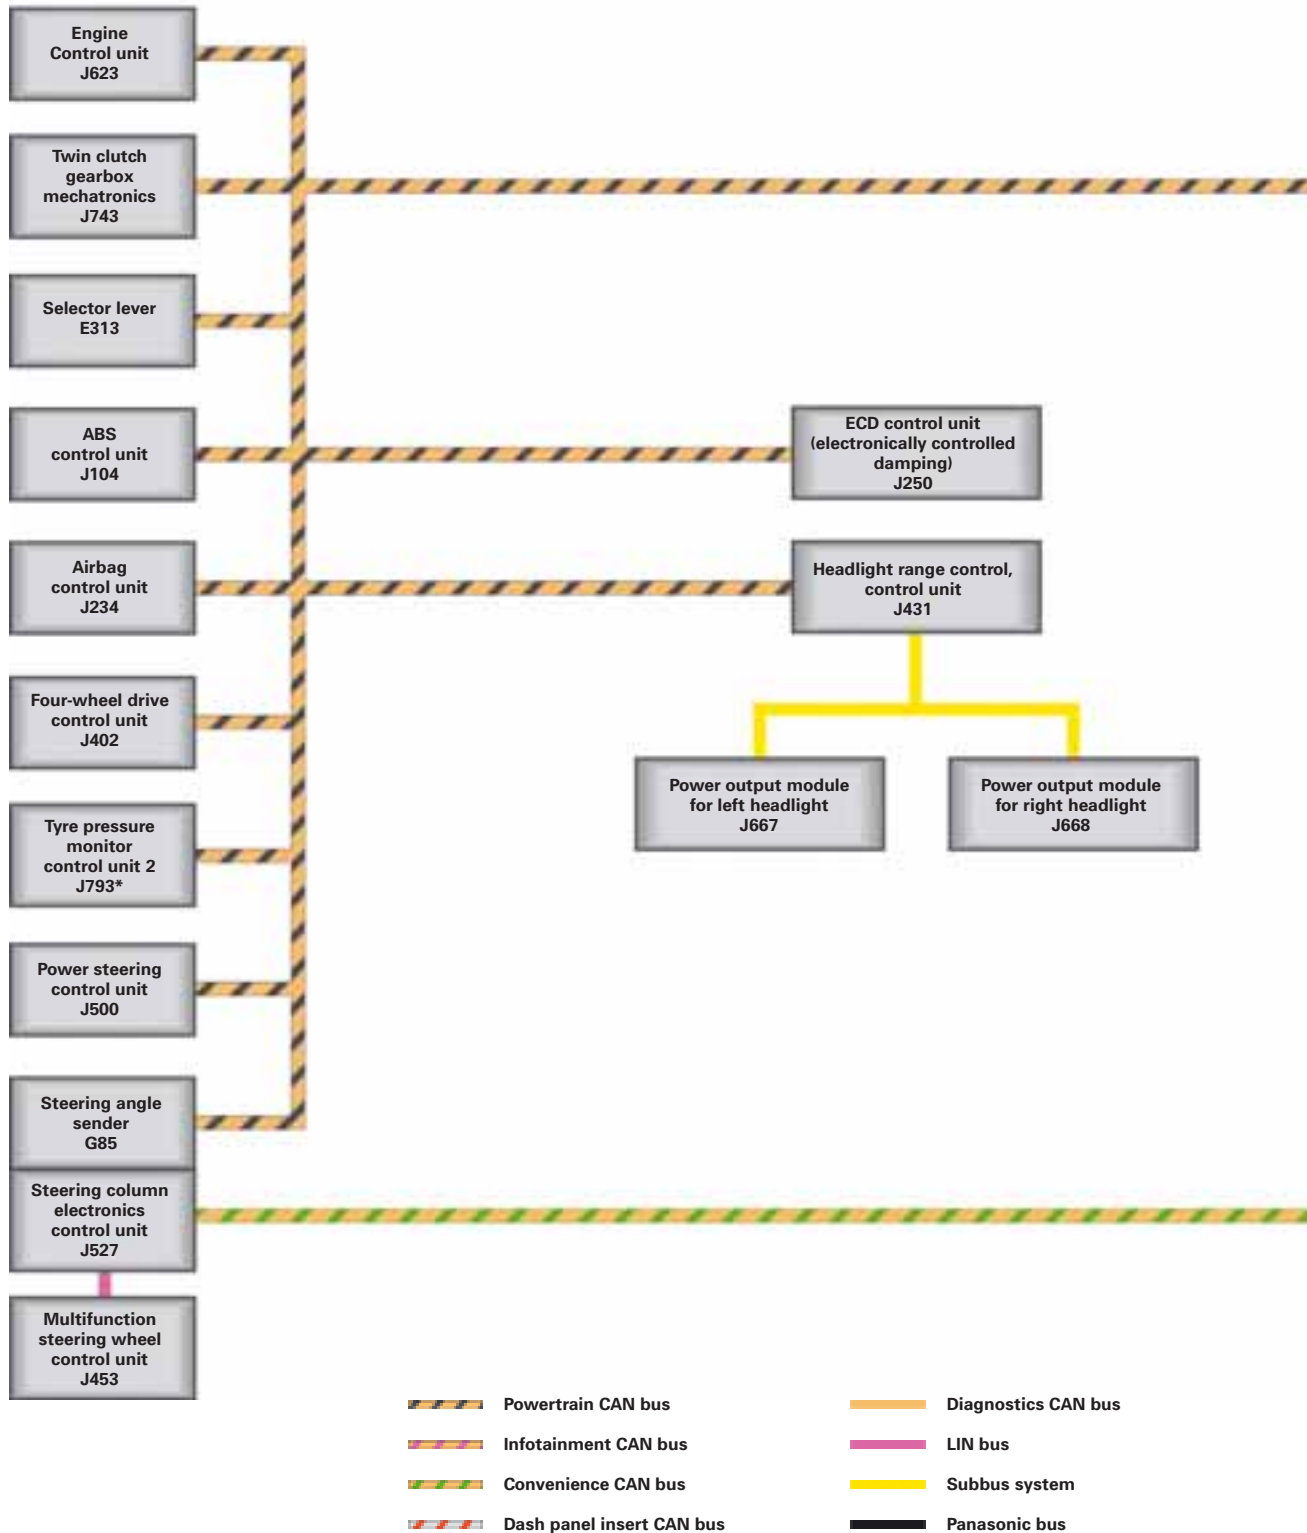 Engine
Control unit
J623
Twin clutch
gearbox
mechatronics
J743
Selector lever
E313
ABS
control unit
J104
ECD control unit
(electronically controlled
damping)
J250
Airbag
control unit
J234
Headlight range control,
control unit
J431
Four-wheel drive
control unit
J402
Power output module
for left headlight
J667
Power output module
for right headlight
J668
Tyre pressure
monitor
control unit 2
J793*
Power steering
control unit
J500
Steering angle
sender
G85
Steering column
electronics
control unit
J527
Multifunction
steering wheel
control unit
J453
Powertrain CAN bus
Infotainment CAN bus
Convenience CAN bus
Dash panel insert CAN bus
Diagnostics CAN bus
LIN bus
Subbus system
Panasonic bus